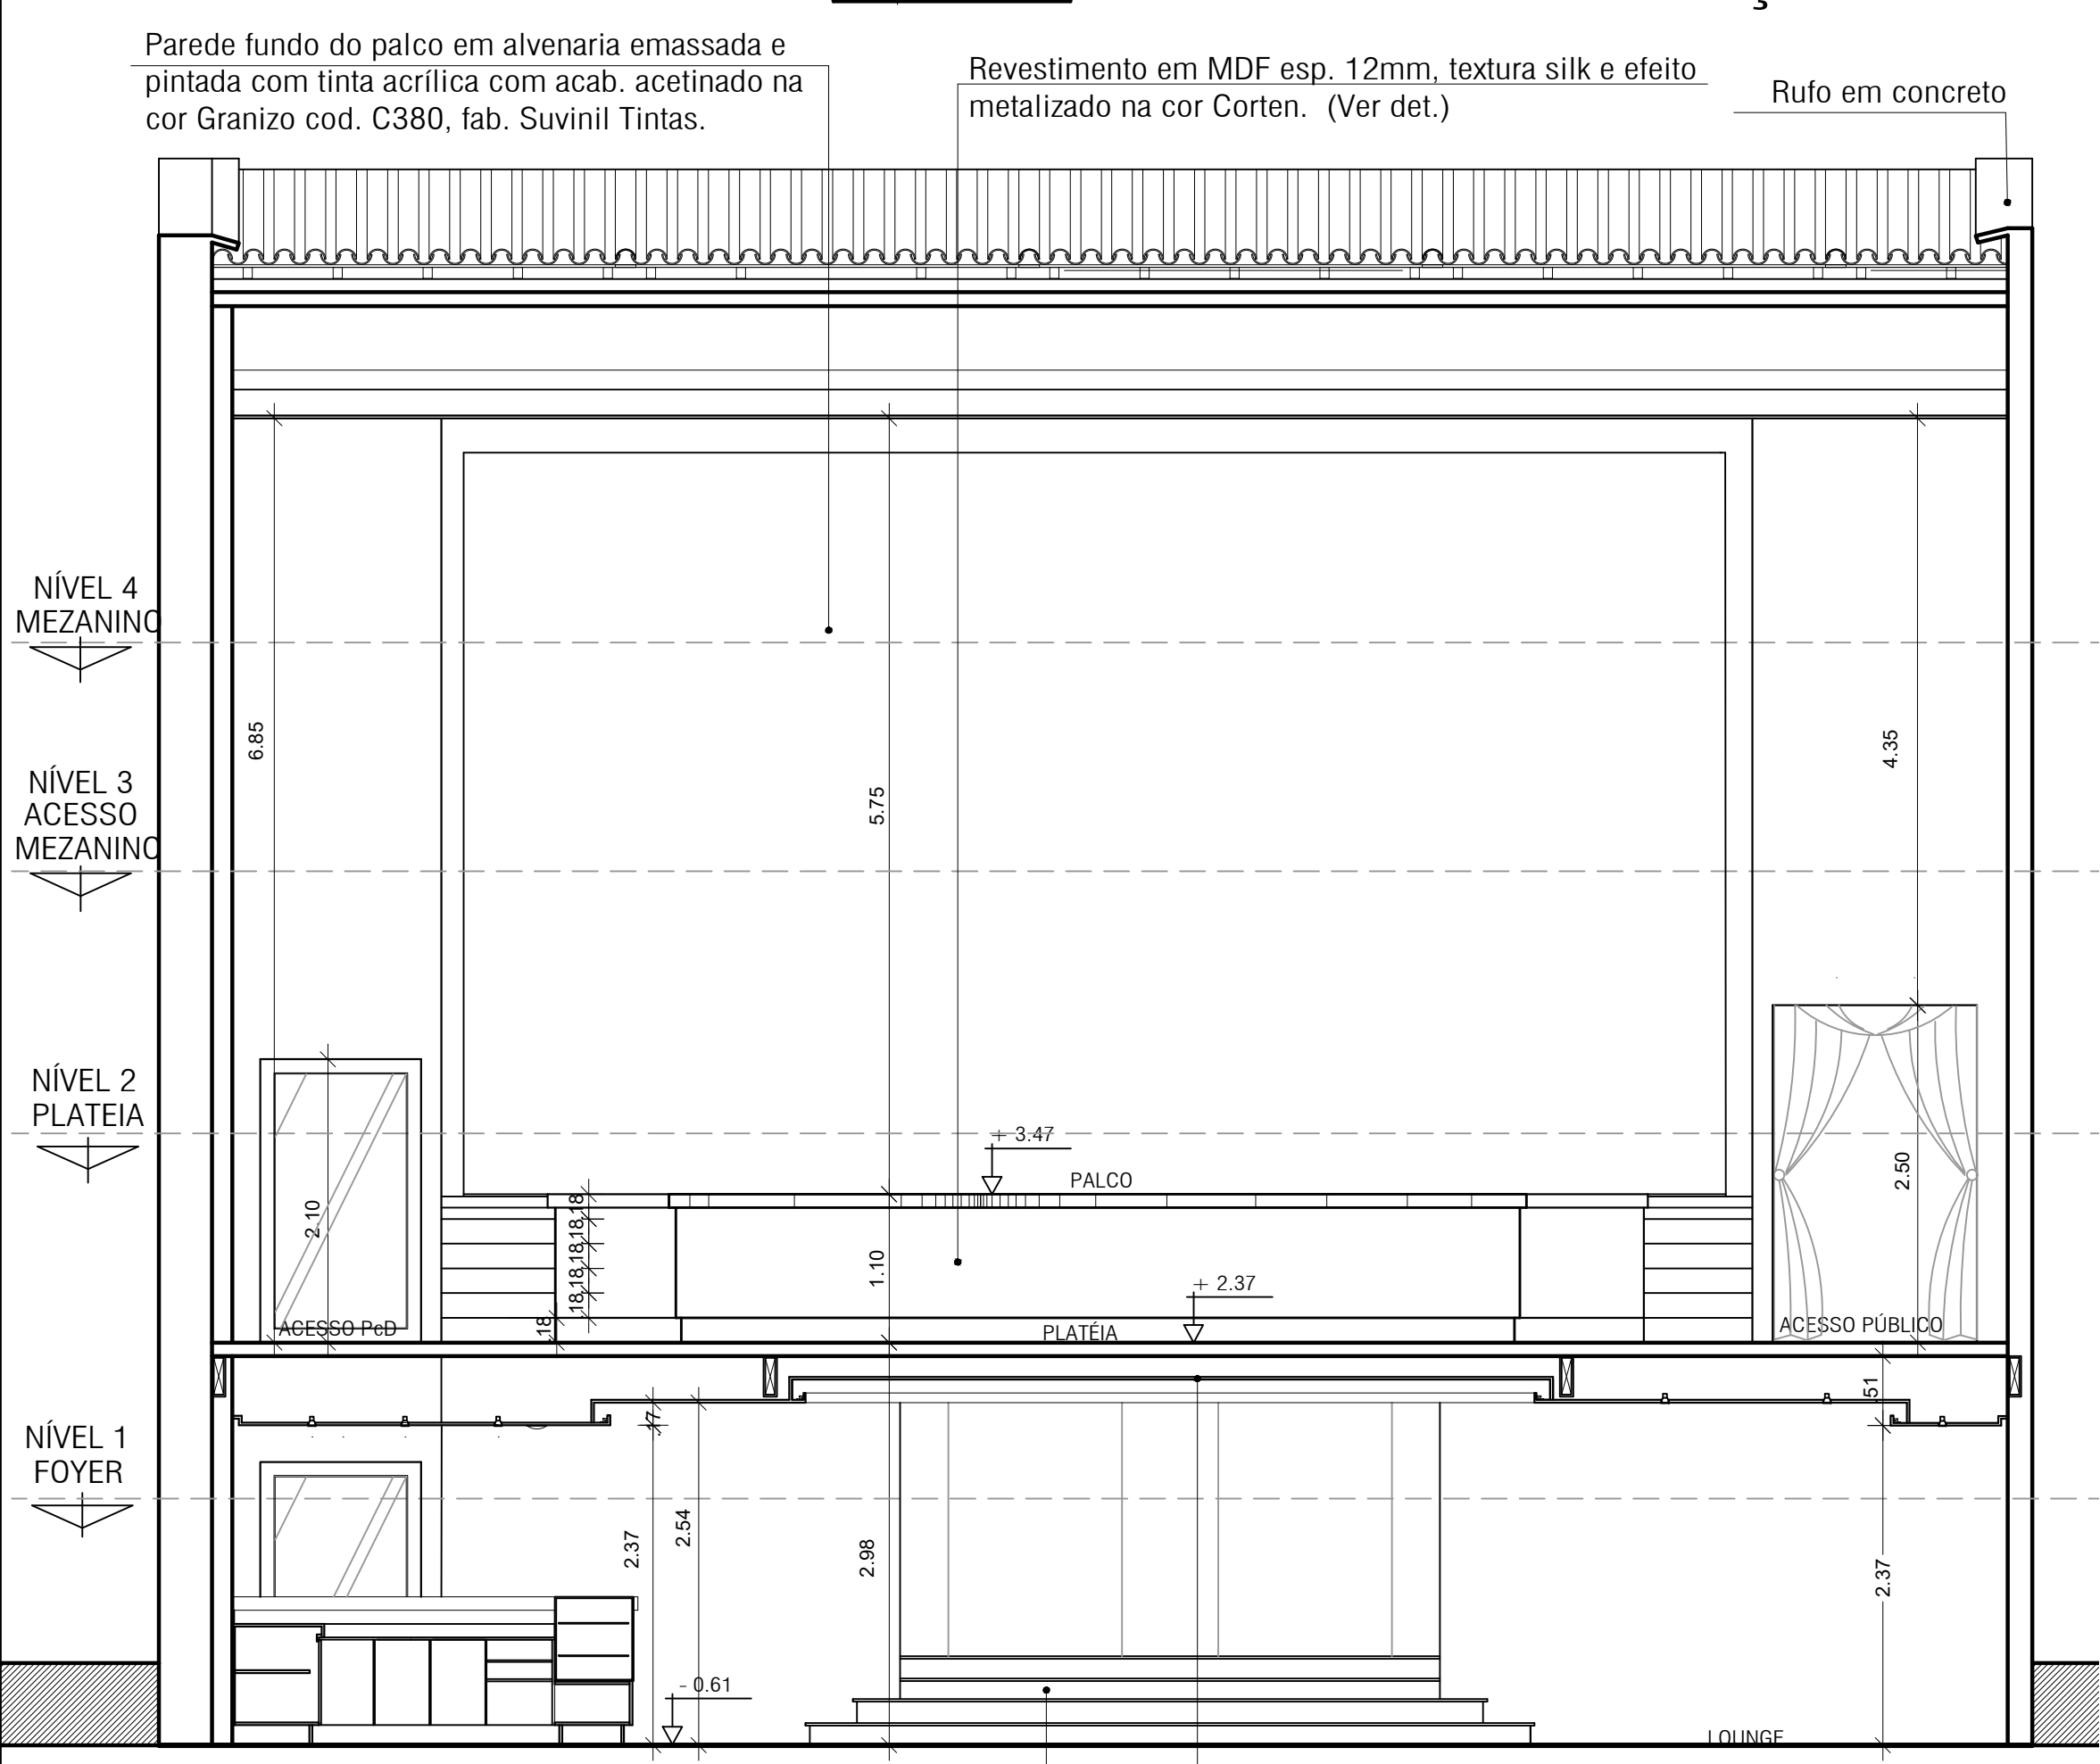 3
Parede fundo do palco em alvenaria emassada e
pintada com tinta acrílica com acab. acetinado na
cor Granizo cod. C380, fab. Suvinil Tintas.
Revestimento em MDF esp. 12mm, textura silk e efeito
metalizado na cor Corten. (Ver det.)
Rufo em concreto
NÍVEL 4
MEZANINO
6.85
5.75
4.35
NÍVEL 3
ACESSO
MEZANINO
NÍVEL 2
PLATEIA
+ 3.47
PALCO
2.10
.18
.18
.18
.18
.18
.18
1.10
2.50
+ 2.37
ACESSO PcD
PLATÉIA
ACESSO PÚBLICO
.17
.51
NÍVEL 1
FOYER
2.37
2.54
2.98
2.37
- 0.61
LOUNGE